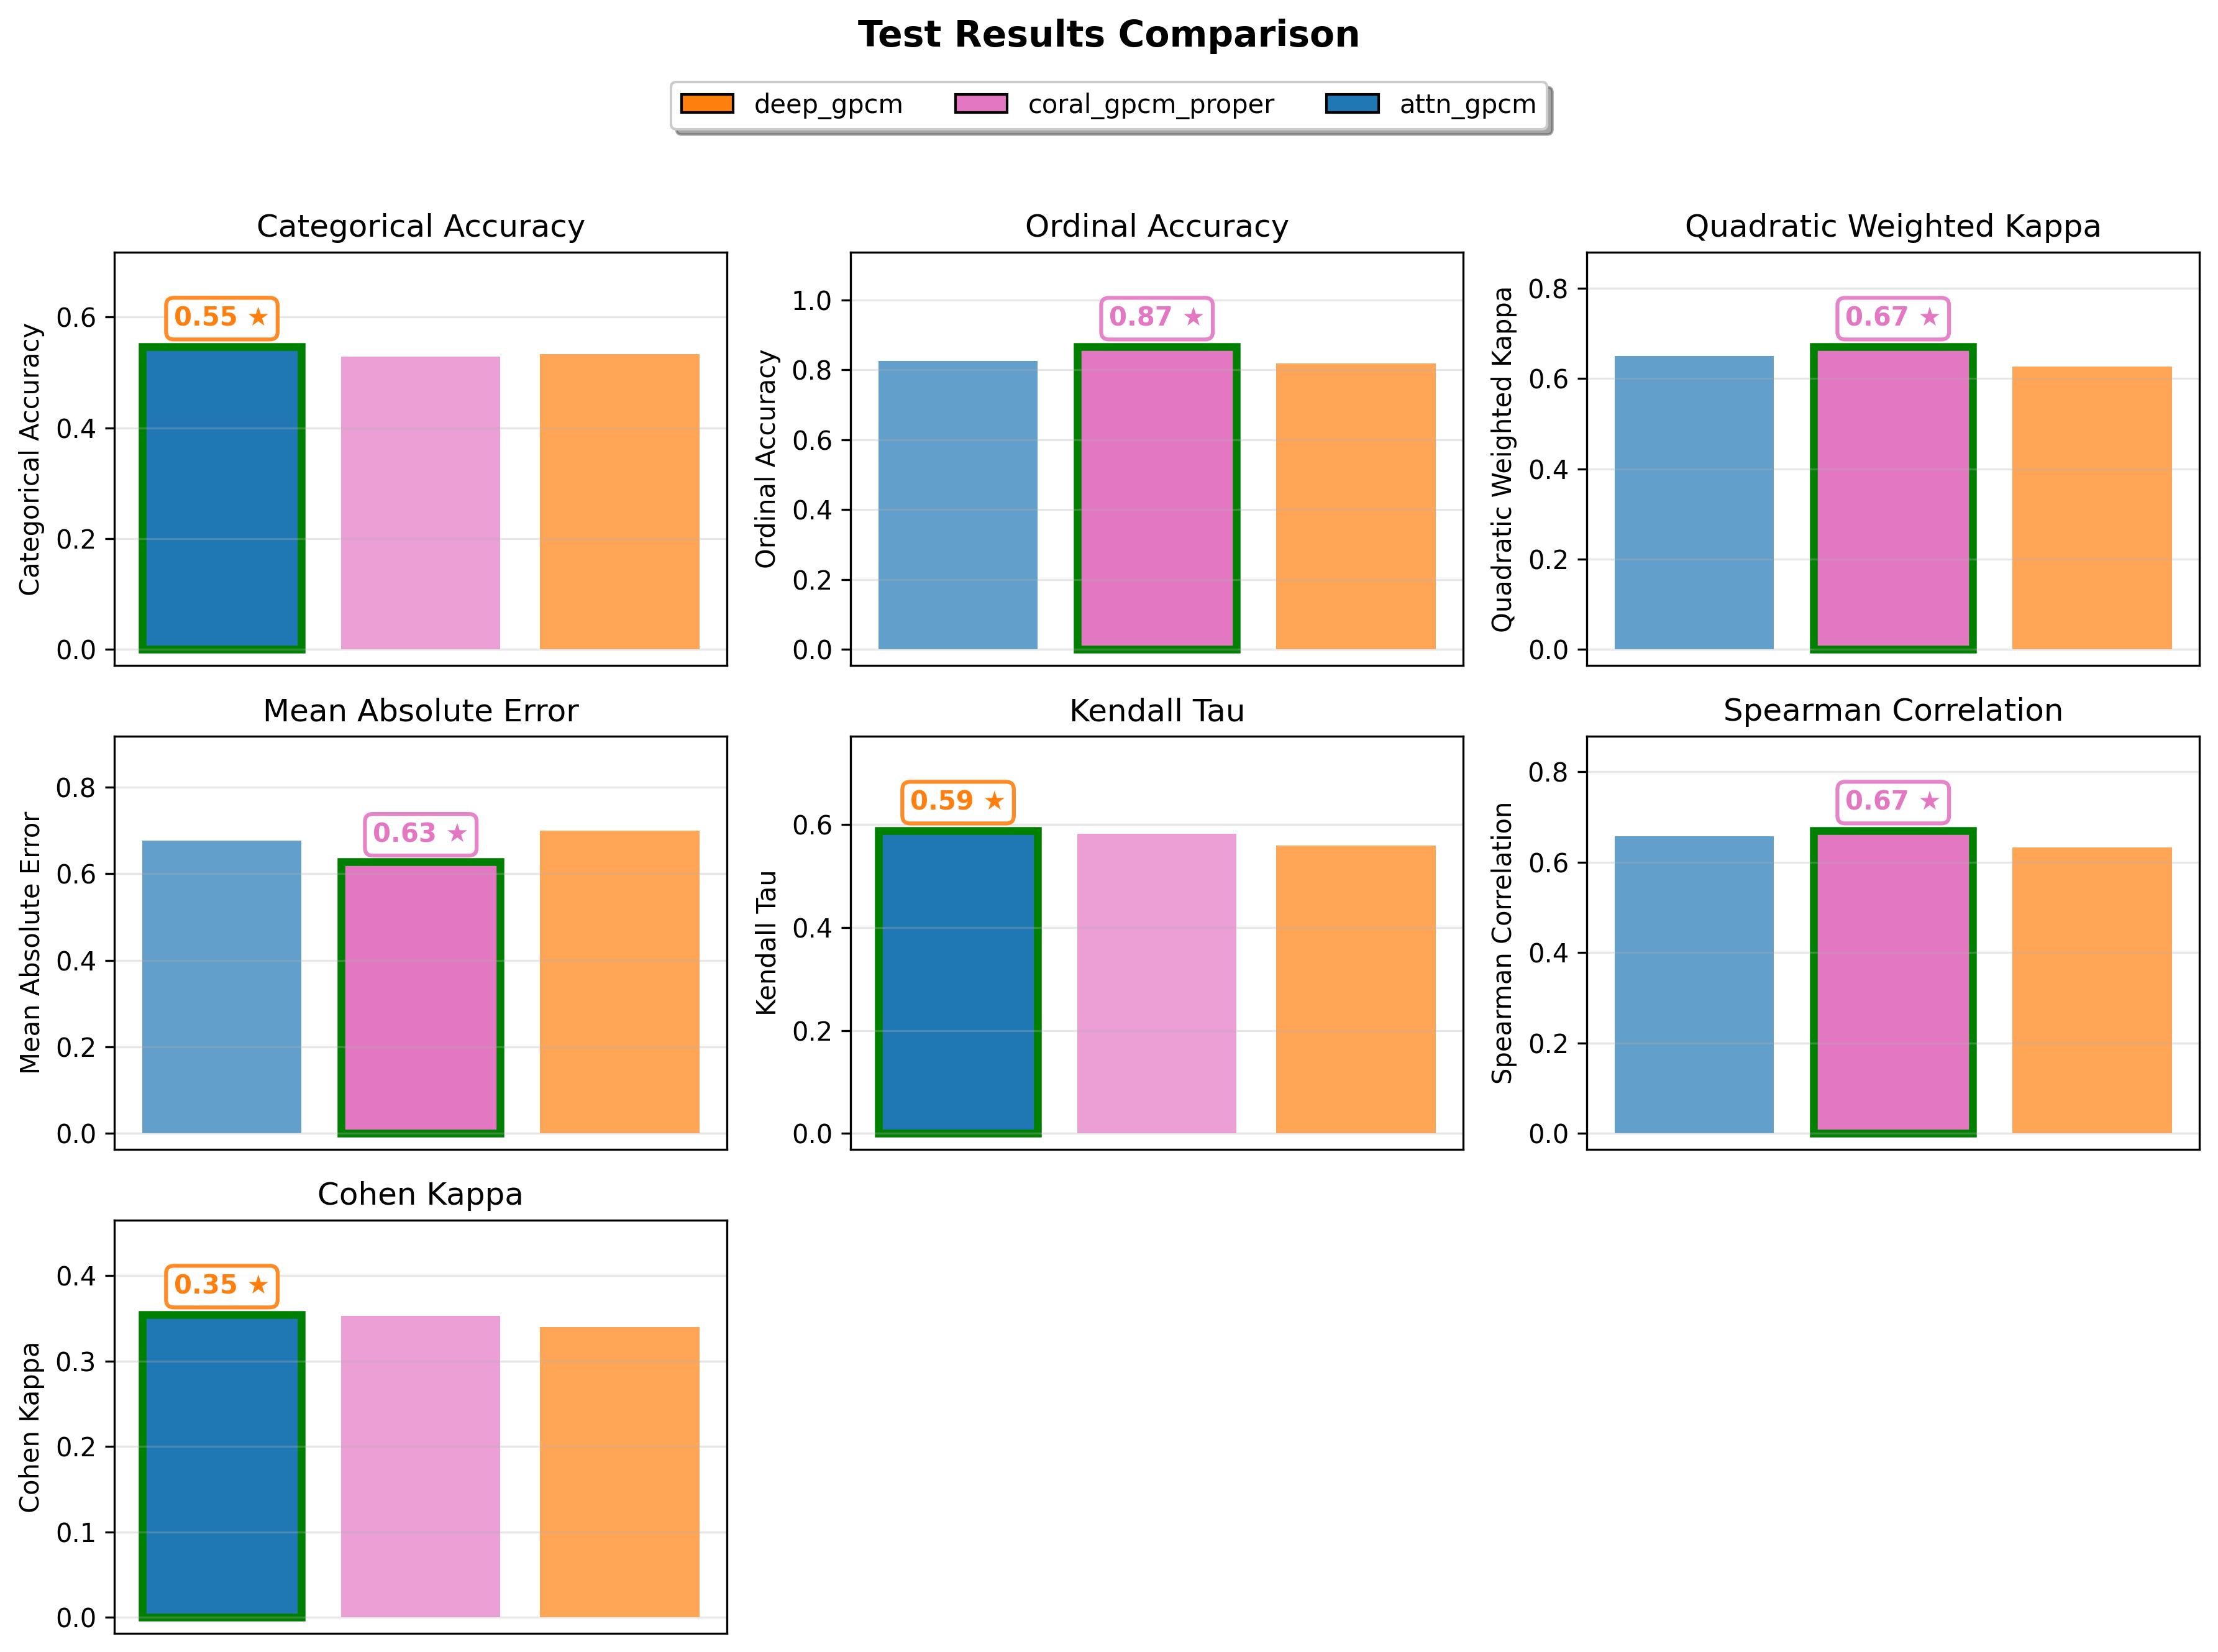 Test Results Comparison
deep_gpcm coral_gpcm_proper attn_gpcm
Categorical Accuracy
Categorical Accuracy
0.6
0.4
0.2
0.0
0.55 ★
Ordinal Accuracy
Ordinal Accuracy
1.0
0.8
0.6
0.4
0.2
0.0
0.87 ★
Quadratic Weighted Kappa
Quadratic Weighted Kappa
0.8
0.6
0.4
0.2
0.0
0.67 ★
Mean Absolute Error
Mean Absolute Error
0.8
0.6
0.4
0.2
0.0
0.63 ★
Kendall Tau
Kendall Tau
0.6
0.4
0.2
0.0
0.59 ★
Spearman Correlation
Spearman Correlation
0.8
0.6
0.4
0.2
0.0
0.67 ★
Cohen Kappa
Cohen Kappa
0.4
0.3
0.2
0.1
0.0
0.35 ★